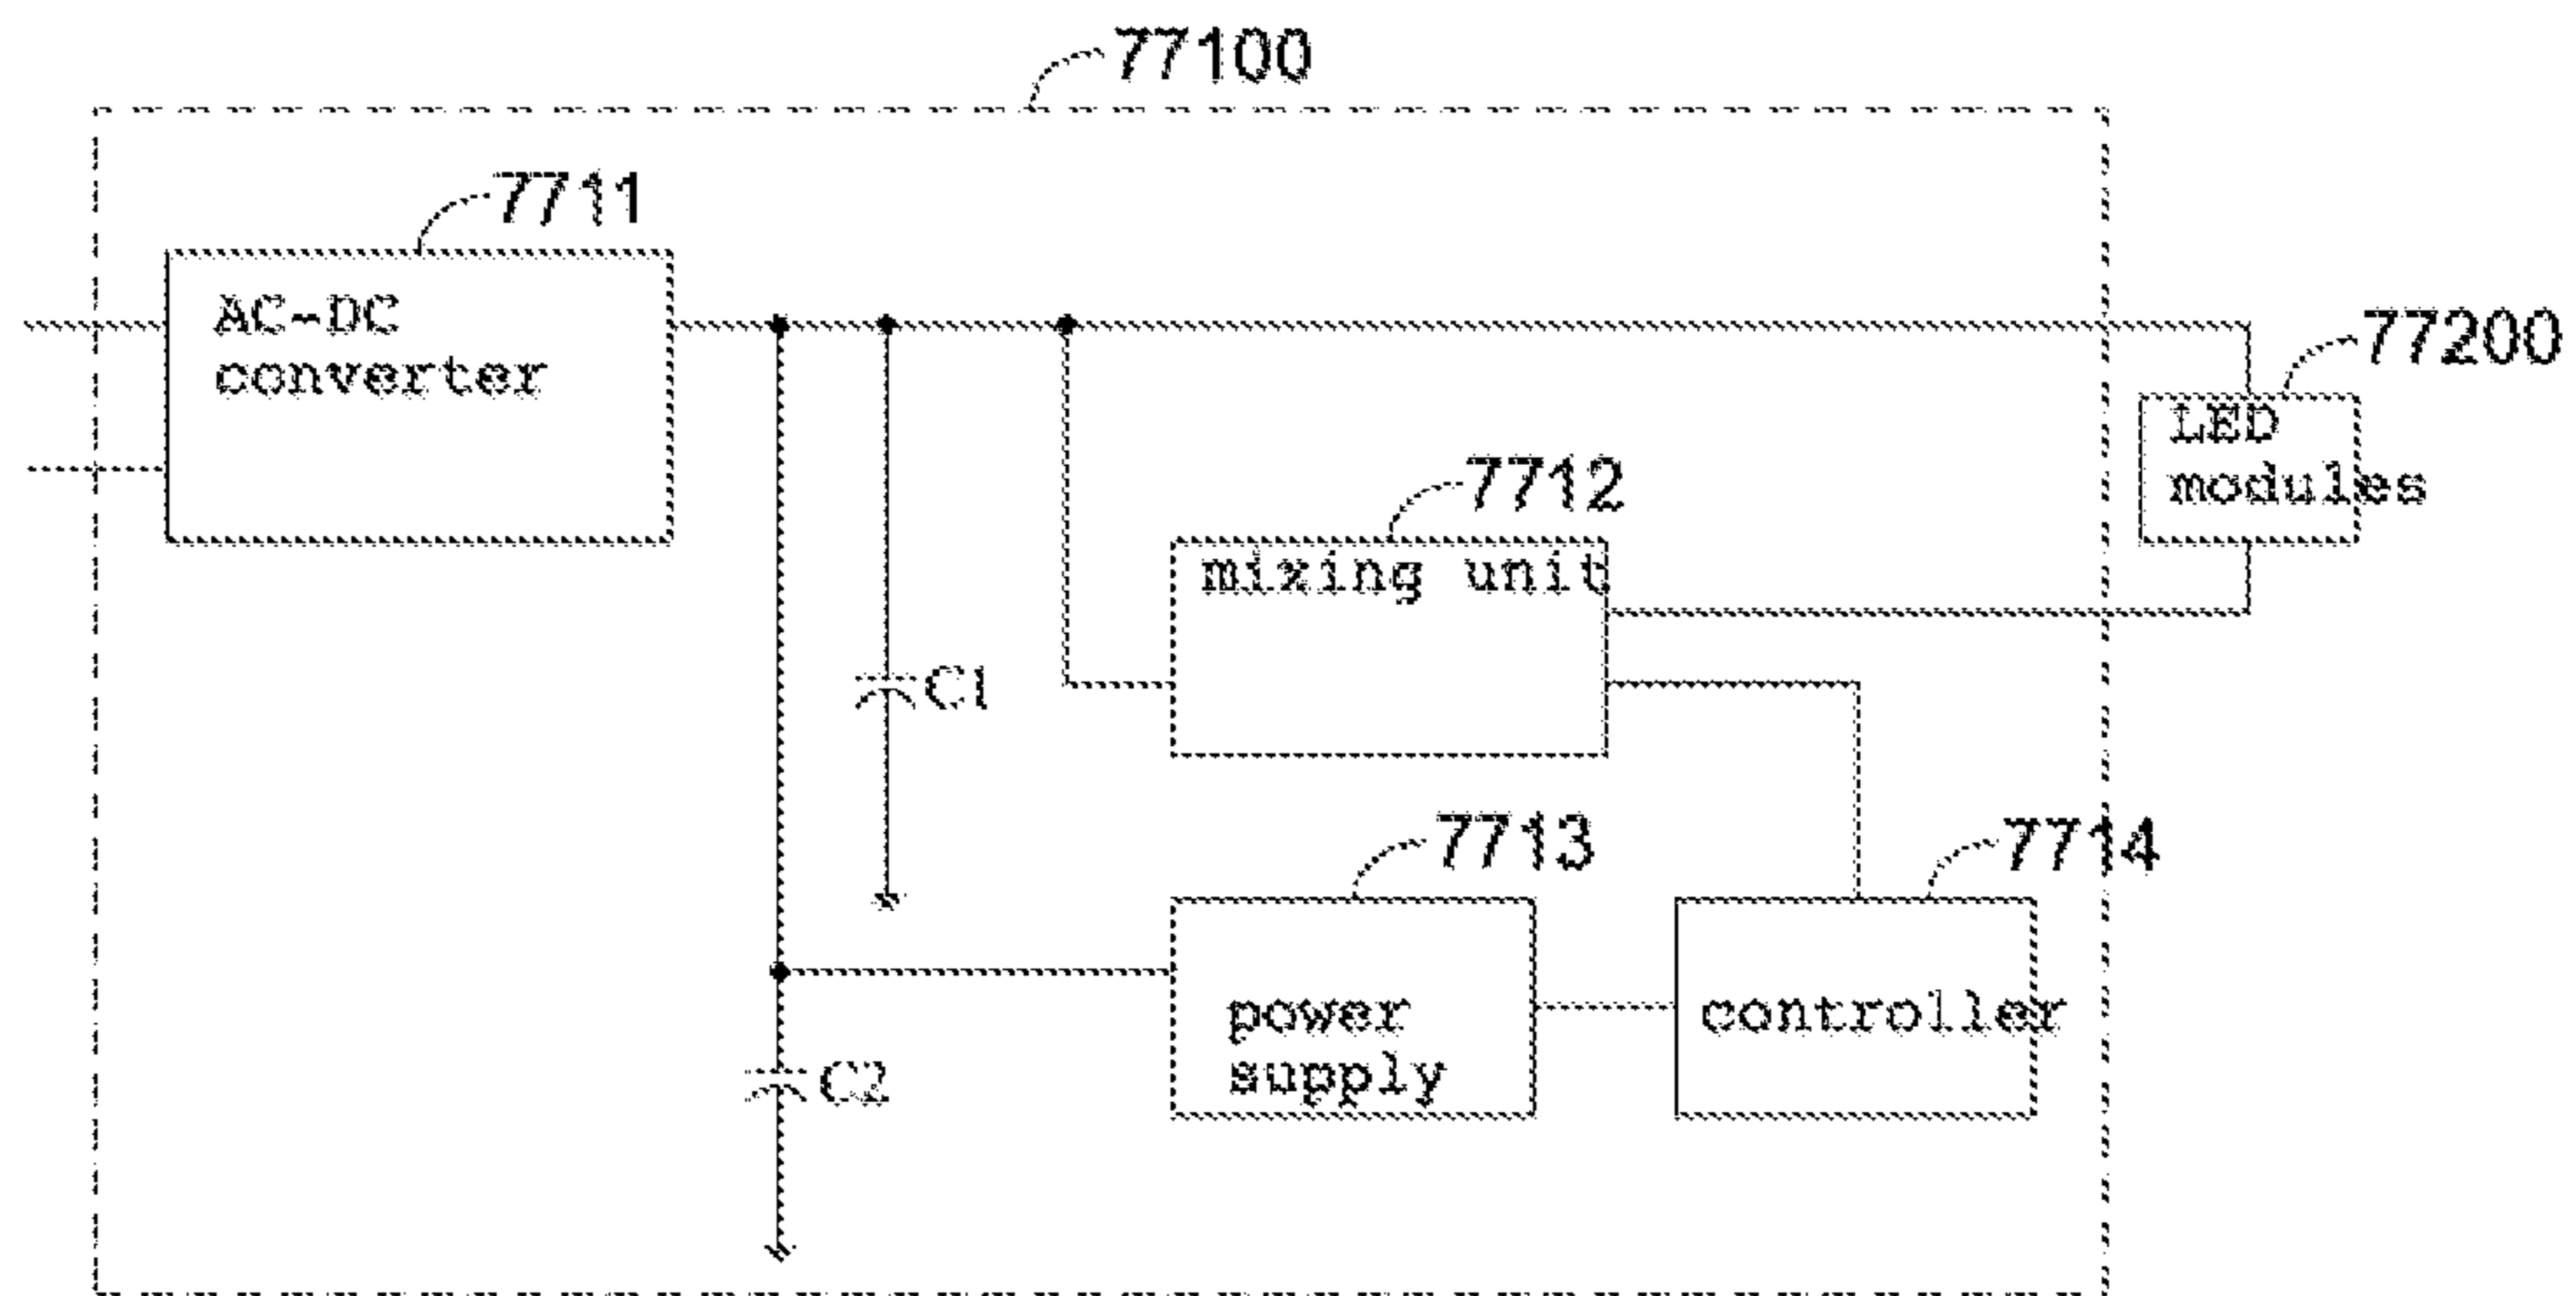 77100
7711
AC-DC
converter
77200
LED
modules
7712
mixing unit
C1
7713
7714
power
supply
controller
C2